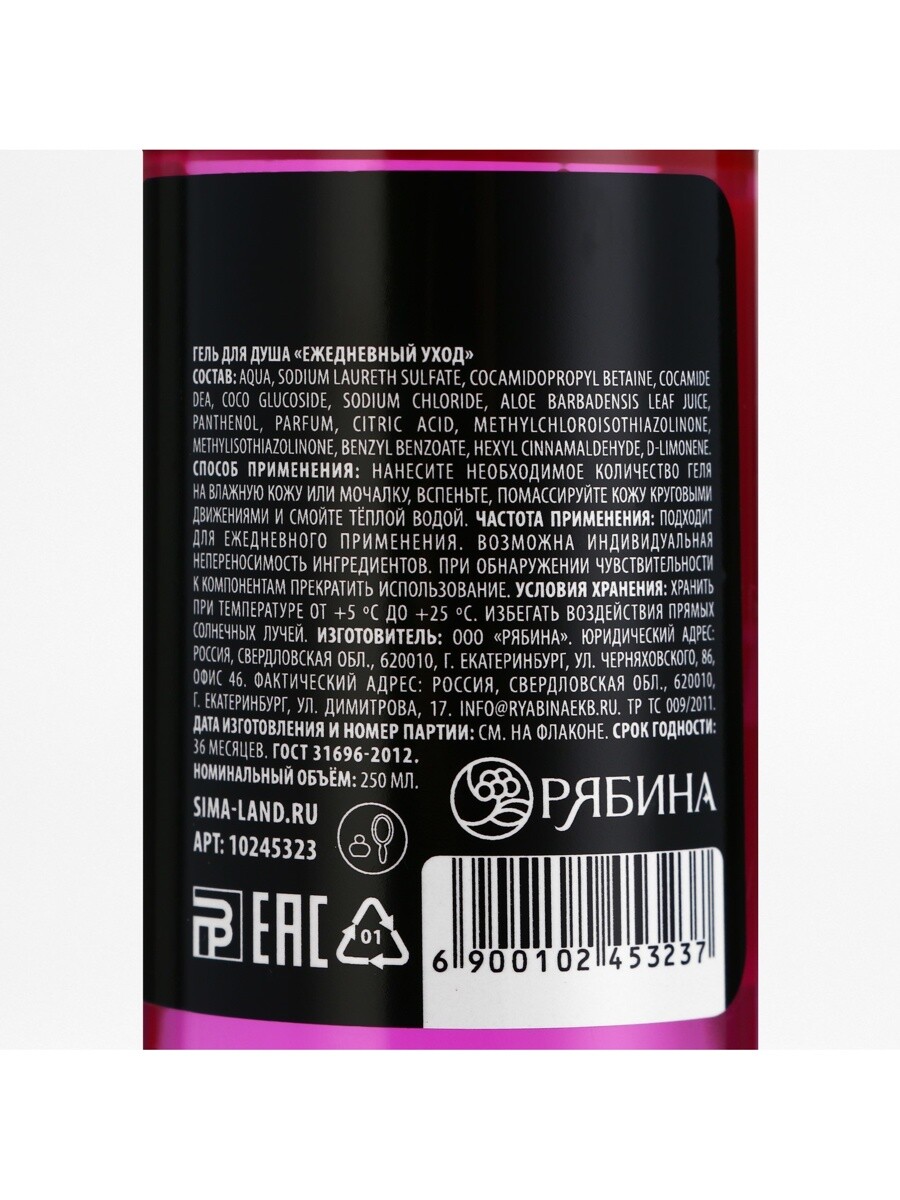 ГЕЛЬ ДЛЯ ДУША «ЕЖЕДНЕВНЫЙ УХОД»
СОСТАВ: AQUA, SODIUM LAURETH SULFATE, COCAMIDOPROPYL BETAINE, COCAMIDE
DEA, COCO GLUCOSIDE, SODIUM CHLORIDE, ALOE BARBADENSIS LEAF JUICE,
PANTHENOL, PARFUM, CITRIC ACID, METHYLCHLOROISOTHIAZOLINONE,
METHYLISOTHIAZOLINONE, BENZYL BENZOATE, HEXYL CINNAMALDEHYDE, D-LIMONENE.
СПОСОБ ПРИМЕНЕНИЯ: НАНЕСИТЕ НЕОБХОДИМОЕ КОЛИЧЕСТВО ГЕЛЯ
НА ВЛАЖНУЮ КОЖУ ИЛИ МОЧАЛКУ, ВСПЕНЬТЕ, ПОМАССИРУЙТЕ КОЖУ КРУГОВЫМИ
ДВИЖЕНИЯМИ И СМОЙТЕ ТЁПЛОЙ ВОДОЙ. ЧАСТОТА ПРИМЕНЕНИЯ: ПОДХОДИТ
ДЛЯ ЕЖЕДНЕВНОГО ПРИМЕНЕНИЯ. ВОЗМОЖНА ИНДИВИДУАЛЬНАЯ
НЕПЕРЕНОСИМОСТЬ ИНГРЕДИЕНТОВ. ПРИ ОБНАРУЖЕНИИ ЧУВСТВИТЕЛЬНОСТИ
К КОМПОНЕНТАМ ПРЕКРАТИТЬ ИСПОЛЬЗОВАНИЕ. УСЛОВИЯ ХРАНЕНИЯ: ХРАНИТЬ
ПРИ ТЕМПЕРАТУРЕ ОТ +5 °С ДО +25 °С. ИЗБЕГАТЬ ВОЗДЕЙСТВИЯ ПРЯМЫХ
СОЛНЕЧНЫХ ЛУЧЕЙ. ИЗГОТОВИТЕЛЬ: ООО «РЯБИНА». ЮРИДИЧЕСКИЙ АДРЕС:
РОССИЯ, СВЕРДЛОВСКАЯ ОБЛ., 620010, Г. ЕКАТЕРИНБУРГ, УЛ. ЧЕРНЯХОВСКОГО, 86,
ОФИС 46. ФАКТИЧЕСКИЙ АДРЕС: РОССИЯ, СВЕРДЛОВСКАЯ ОБЛ., 620010,
Г. ЕКАТЕРИНБУРГ, УЛ. ДИМИТРОВА, 17. INFO@RYABINAEKB.RU. ТР ТС 009/2011.
ДАТА ИЗГОТОВЛЕНИЯ И НОМЕР ПАРТИИ: СМ. НА ФЛАКОНЕ. СРОК ГОДНОСТИ:
36 МЕСЯЦЕВ. ГОСТ 31696-2012.
НОМИНАЛЬНЫЙ ОБЪЁМ: 250 МЛ.
SIMA-LAND.RU
АРТ: 10245323
РЯБИНА
EAC
01
6 900102 453237